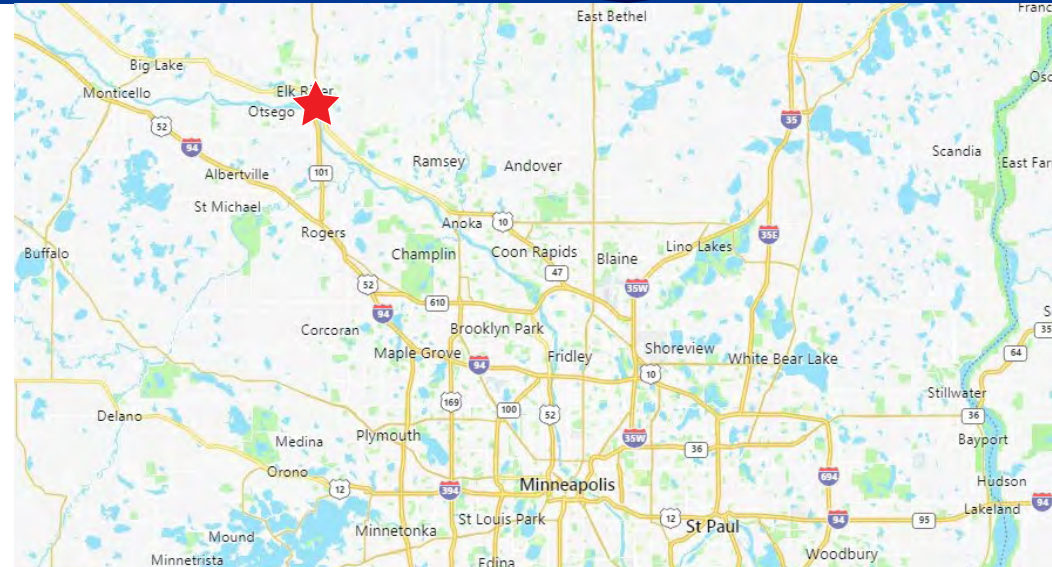 East Bethel
Big Lake
Monticello
Otsego
52
94
35
101
Albertville
Ramsey
Andover
Scandia
St Michael
Rogers
Anoka
10
35E
Buffalo
Champlin
Coon Rapids
Blaine
Lino Lakes
47
52
35W
610
94
Corcoran
Brooklyn Park
Maple Grove
94
Fridley
Shoreview
White Bear Lake
64
10
Stillwater
169
100
52
36
Delano
Medina
Plymouth
35W
36
Bayport
Orono
12
394
Minneapolis
694
Hudson
Lakeland
94
St Louis Park
12
St Paul
94
95
Mound
Minnetonka
Woodbury
Minnetrista
Edina